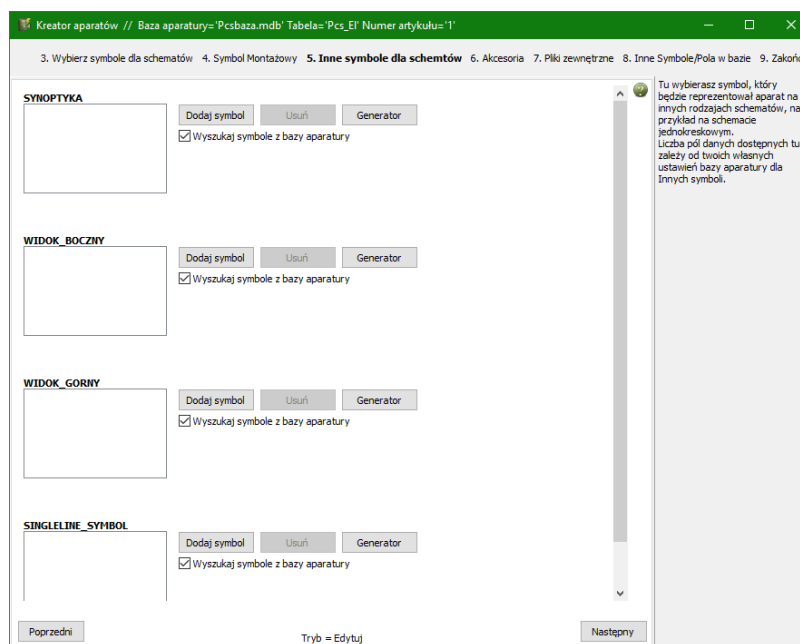 Kreator aparatów // Baza aparatury='Pcsbaza.mdb' Tabela='Pcs_El' Numer artykułu='1'
3. Wybierz symbole dla schematów 4. Symbol Montażowy 5. Inne symbole dla schemtów 6. Akcesoria 7. Pliki zewnętrzne 8. Inne Symbole/Pola w bazie 9. Zakońc
SYNOPTYKA
Dodaj symbol Usuń Generator
Wyszukaj symbole z bazy aparatury
WIDOK_BOCZNY
Dodaj symbol Usuń Generator
Wyszukaj symbole z bazy aparatury
WIDOK_GORNY
Dodaj symbol Usuń Generator
Wyszukaj symbole z bazy aparatury
SINGLELINE_SYMBOL
Dodaj symbol Usuń Generator
Wyszukaj symbole z bazy aparatury
Poprzedni Tryb = Edytuj Następny
Tu wybierasz symbol, który
będzie reprezentował aparat na
innych rodzajach schematów, na
przykład na schemacie
jednokreskowym.
Liczba pól danych dostępnych tu
zależy od twoich własnych
ustawień bazy aparatury dla
Innych symboli.